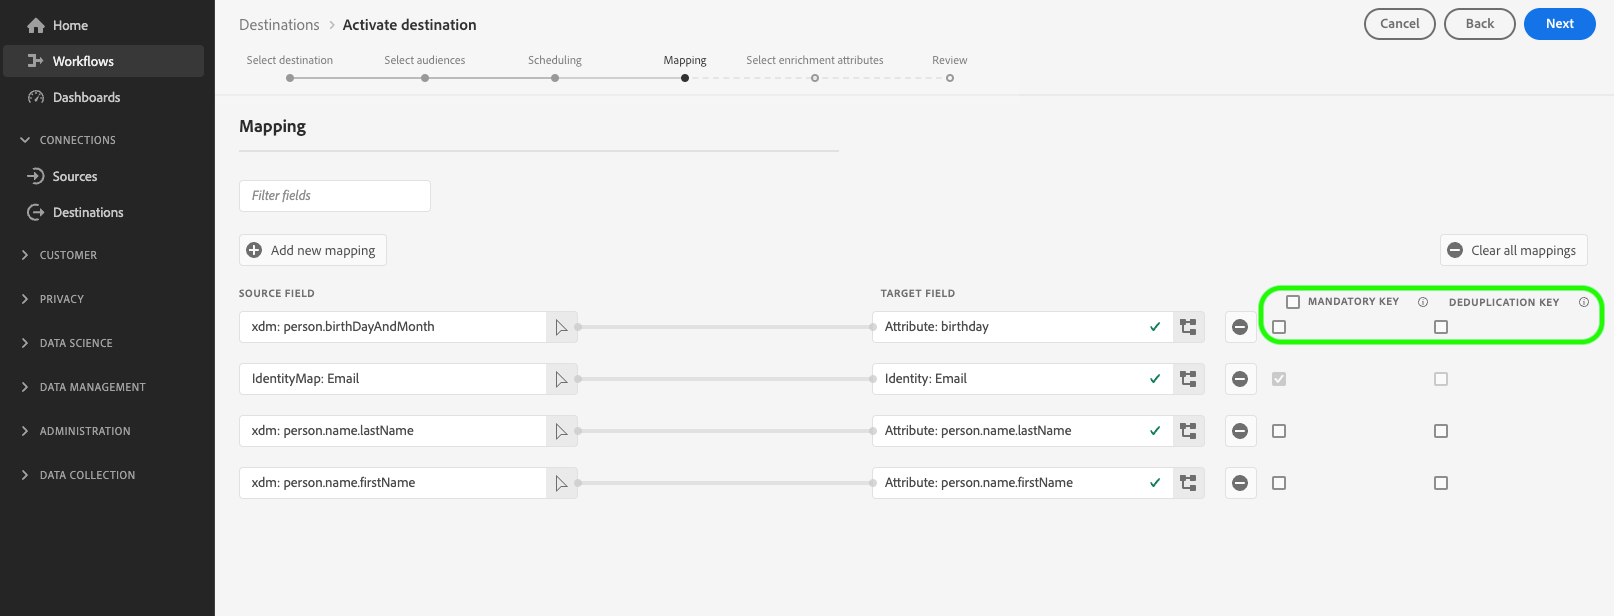 Home
Workflows
Dashboards
CONNECTIONS
Sources
Destinations
CUSTOMER
PRIVACY
DATA SCIENCE
DATA MANAGEMENT
ADMINISTRATION
DATA COLLECTION
Destinations > Activate destination
Cancel Back Next
Select destination Select audiences Scheduling Mapping Select enrichment attributes Review
Mapping
Filter fields
Add new mapping Clear all mappings
SOURCE FIELD TARGET FIELD MANDATORY KEY DEDUPLICATION KEY
xdm: person.birthDayAndMonth Attribute: birthday
IdentityMap: Email Identity: Email
xdm: person.name.lastName Attribute: person.name.lastName
xdm: person.name.firstName Attribute: person.name.firstName